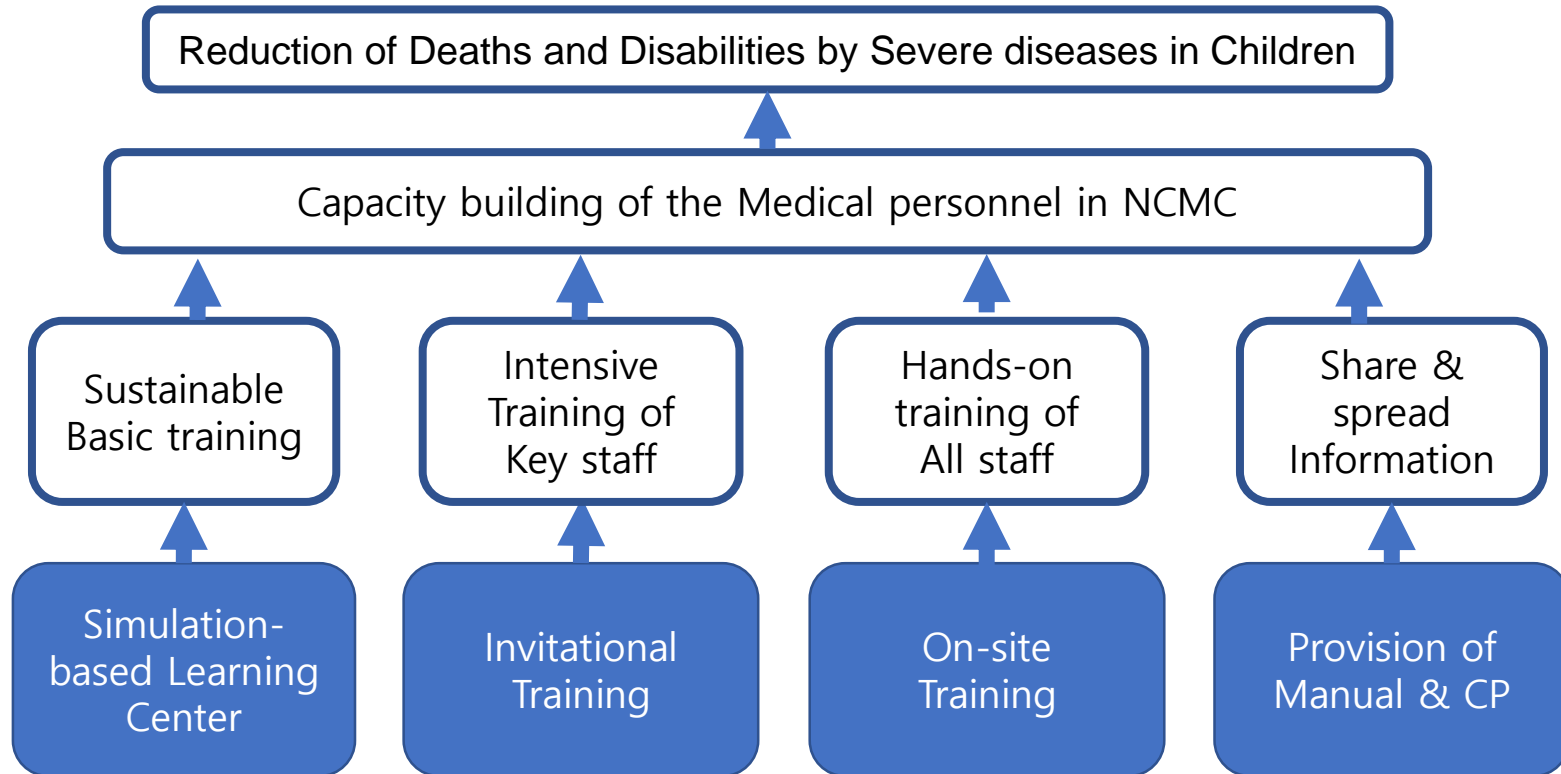 Reduction of Deaths and Disabilities by Severe diseases in Children
Capacity building of the Medical personnel in NCMC
Sustainable
Basic training
Intensive
Training of
Key staff
Hands-on
training of
All staff
Share &
spread
Information
Simulation-
based Learning
Center
Invitational
Training
On-site
Training
Provision of
Manual & CP